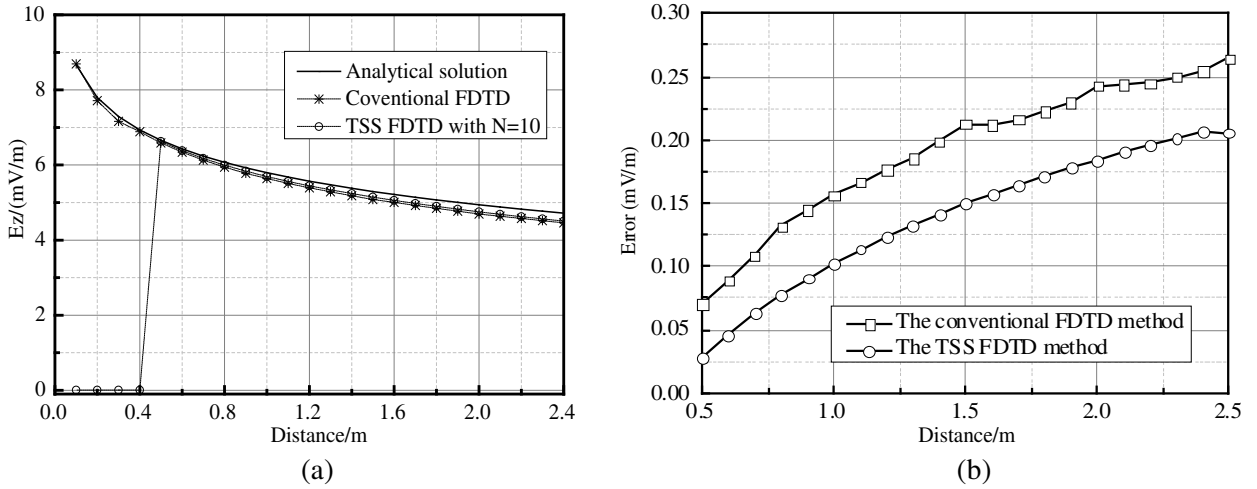 10
8
6
4
2
0
Ez/(mV/m)
Analytical solution
Coventional FDTD
TSS FDTD with N=10
0.0 0.4 0.8 1.2 1.6 2.0 2.4
Distance/m
(a)
0.30
0.25
0.20
0.15
0.10
0.05
0.00
Error (mV/m)
The conventional FDTD method
The TSS FDTD method
0.5 1.0 1.5 2.0 2.5
Distance/m
(b)